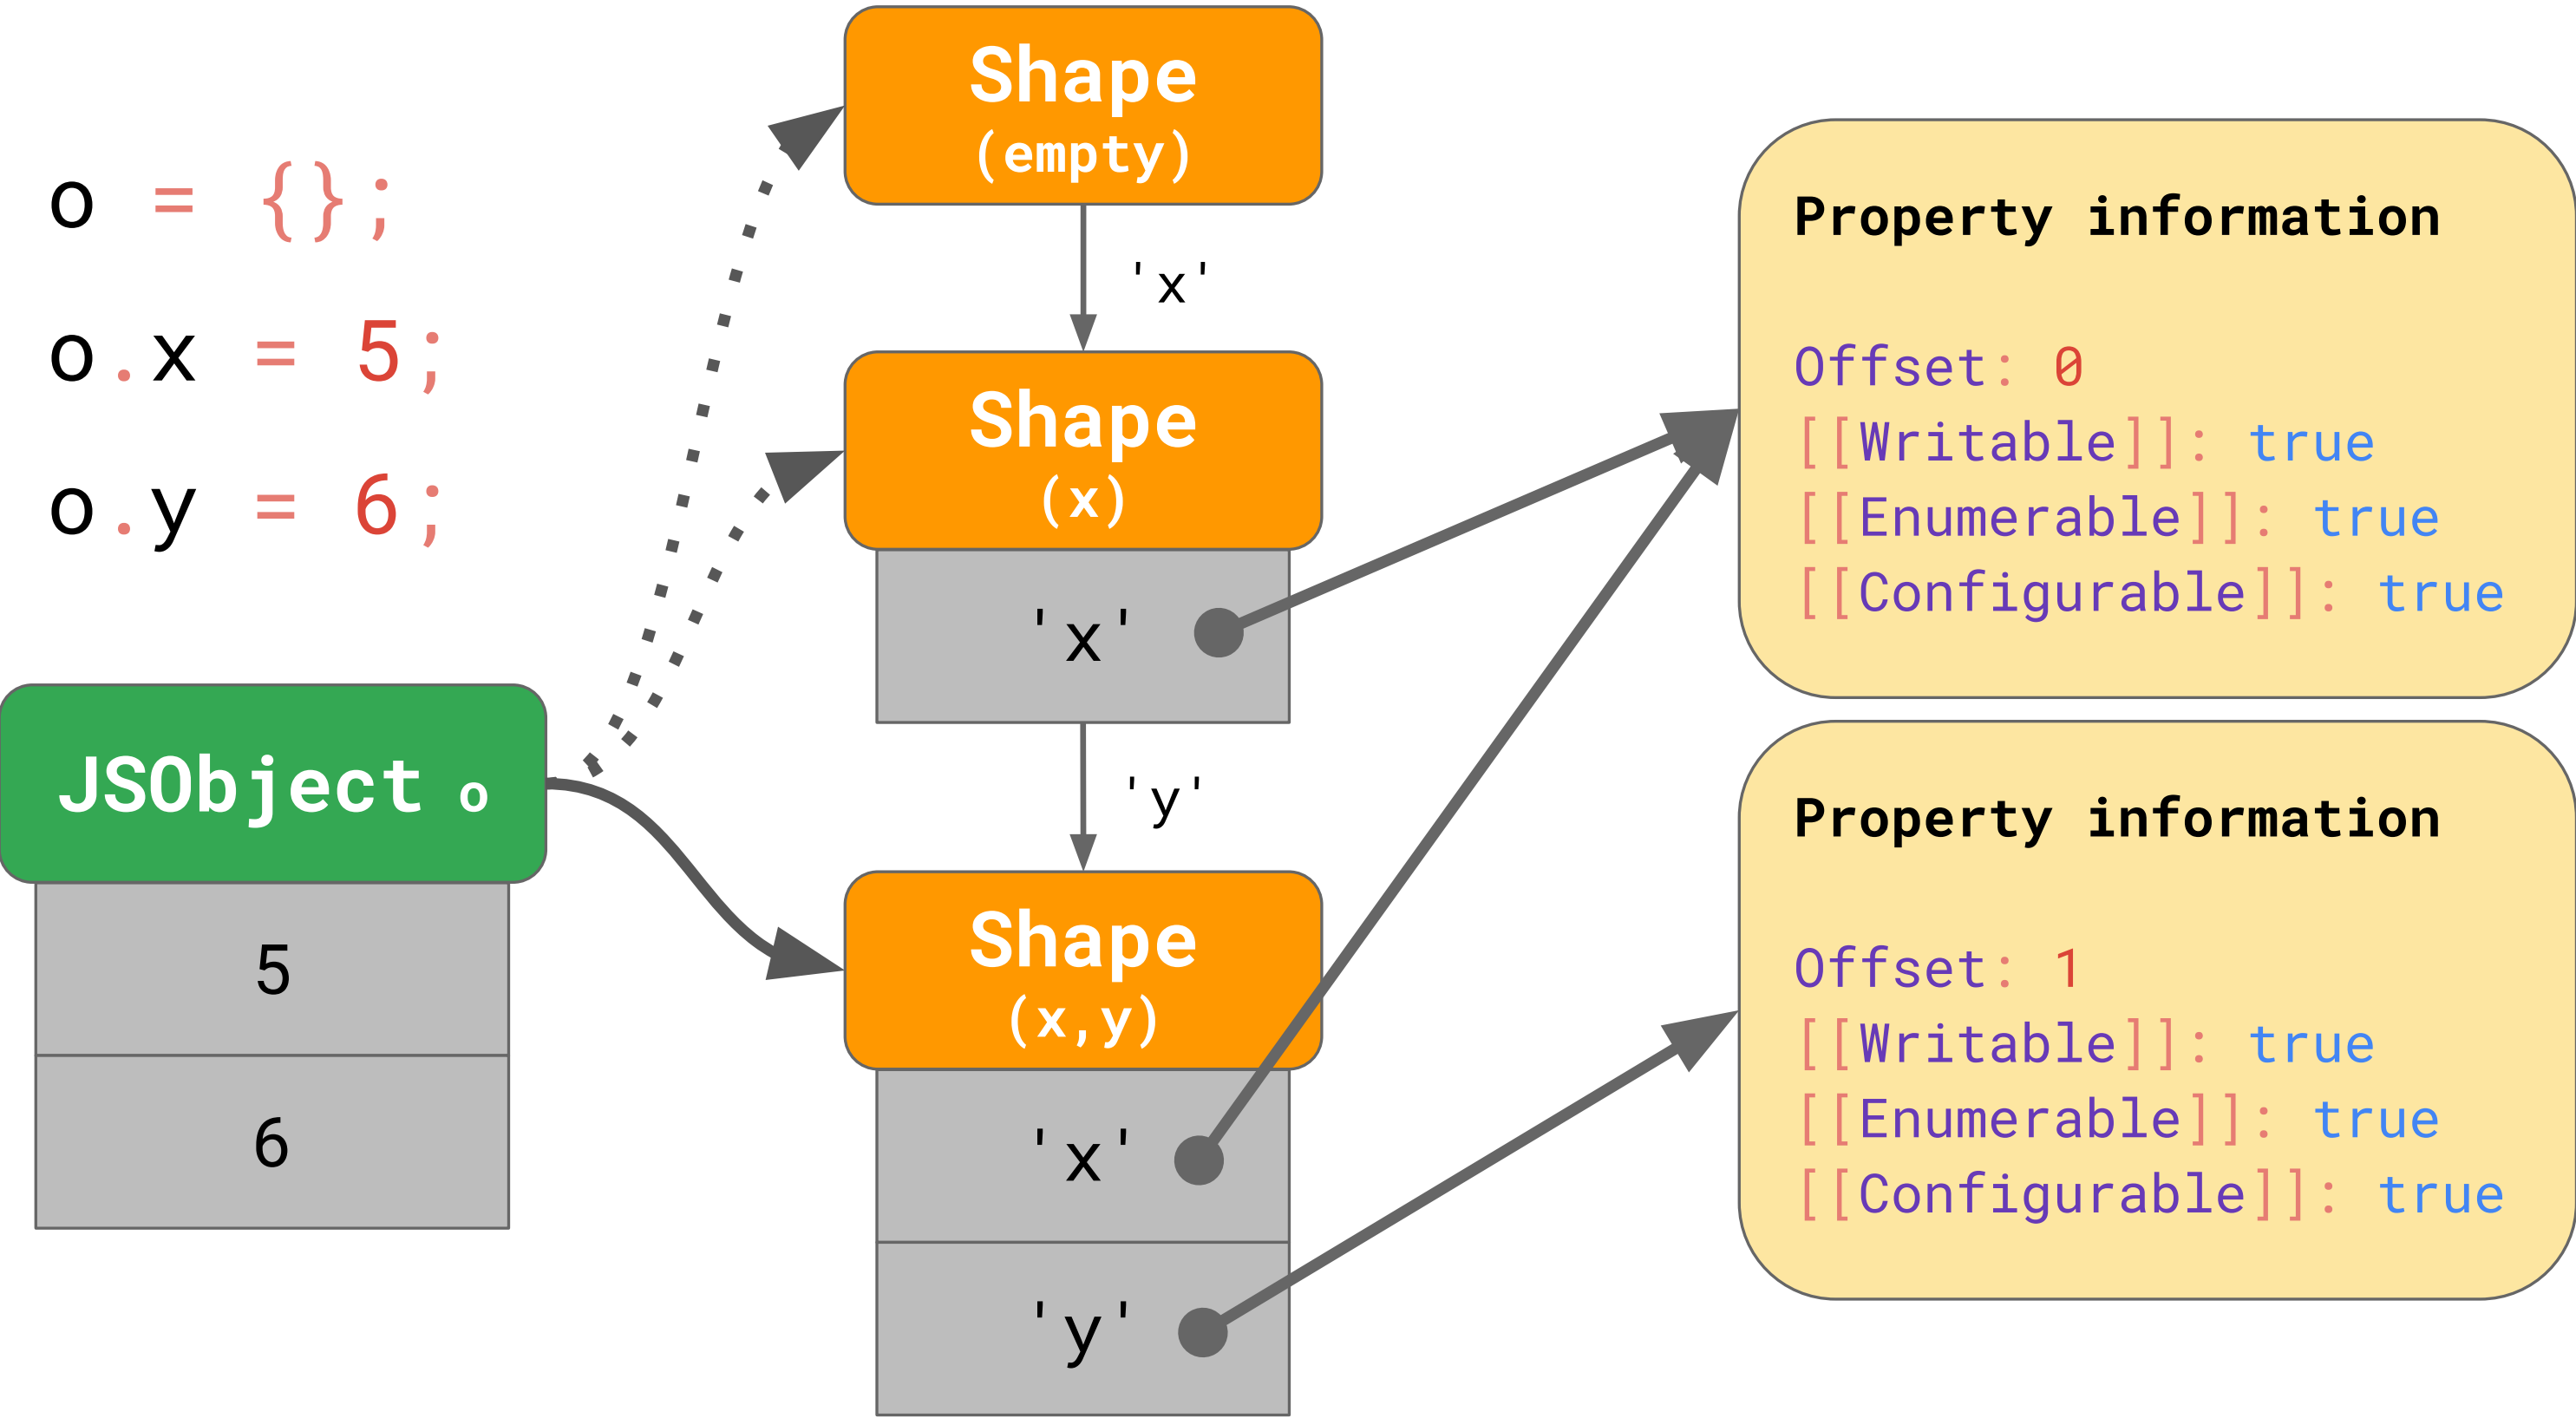 o = {};
o.x = 5;
o.y = 6;
JSObject o
5
6
Shape
(empty)
'x'
Shape
(x)
'x'
'y'
Shape
(x,y)
'x'
'y'
Property information
Offset: 0
[[Writable]]: true
[[Enumerable]]: true
[[Configurable]]: true
Property information
Offset: 1
[[Writable]]: true
[[Enumerable]]: true
[[Configurable]]: true